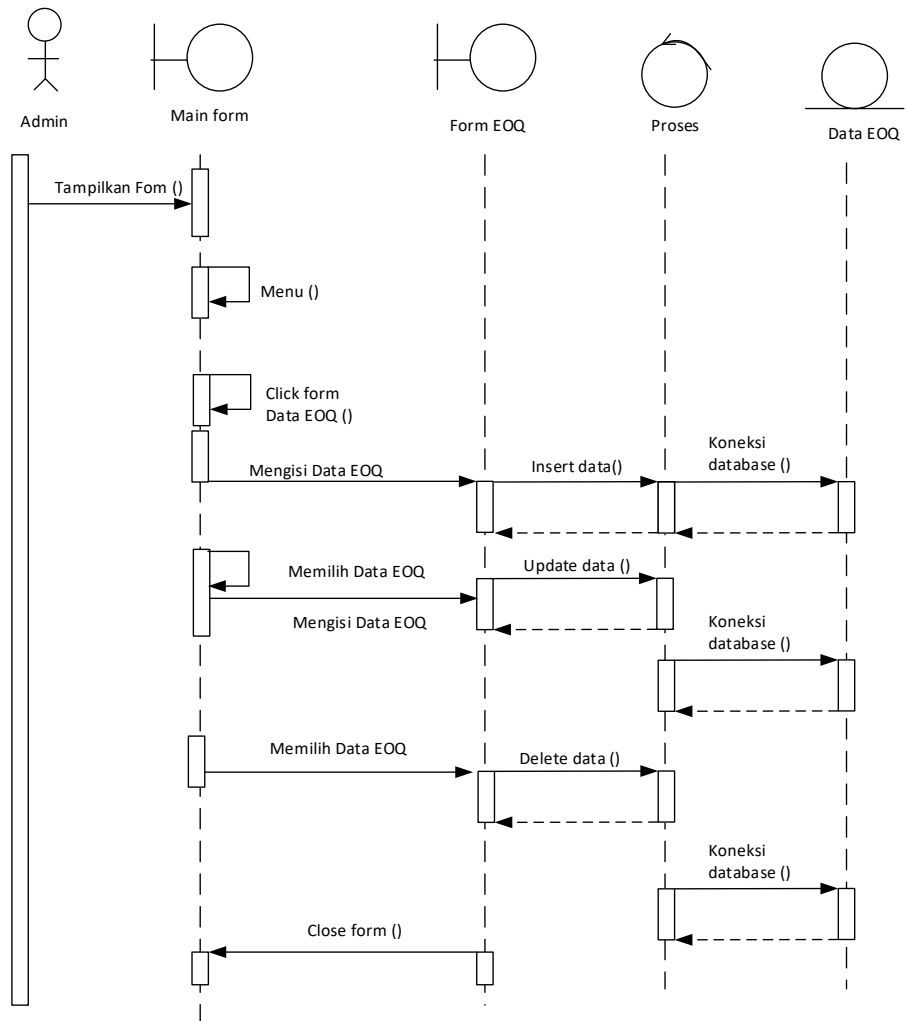 Admin
Main form
Form EOQ
Proses
Data EOQ
Tampilkan Fom ()
Menu ()
Click form
Data EOQ ()
Mengisi Data EOQ
Insert data()
Koneksi
database ()
Memilih Data EOQ
Update data ()
Mengisi Data EOQ
Koneksi
database ()
Memilih Data EOQ
Delete data ()
Koneksi
database ()
Close form ()